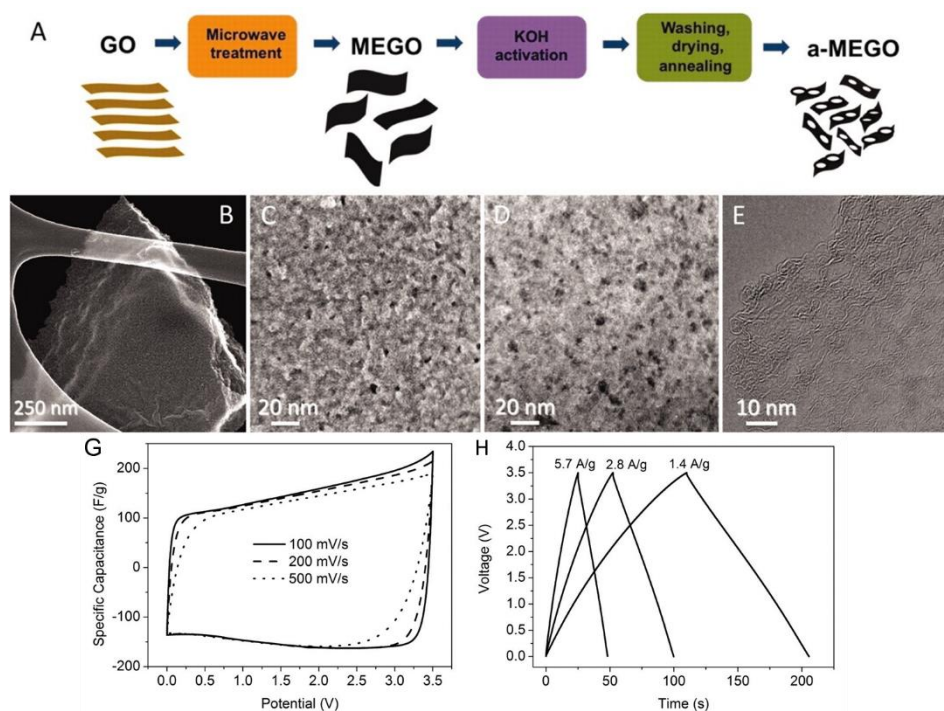 A
GO
Microwave
treatment
MEGO
KOH
activation
Washing,
drying,
annealing
a-MEGO
B
250 nm
C
20 nm
D
20 nm
E
10 nm
G
Specific Capacitance (F/g)
200
100
0
-100
-200
100 mV/s
200 mV/s
500 mV/s
0.0 0.5 1.0 1.5 2.0 2.5 3.0 3.5
Potential (V)
H
Voltage (V)
4.0
3.5
3.0
2.5
2.0
1.5
1.0
0.5
0.0
5.7 A/g 2.8 A/g 1.4 A/g
0 50 100 150 200
Time (s)